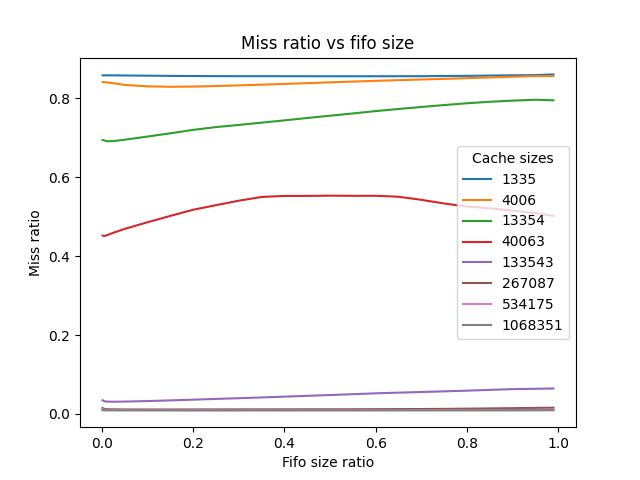 Miss ratio vs fifo size
Miss ratio
0.8
0.6
0.4
0.2
0.0
Cache sizes
1335
4006
13354
40063
133543
267087
534175
1068351
0.0 0.2 0.4 0.6 0.8 1.0
Fifo size ratio